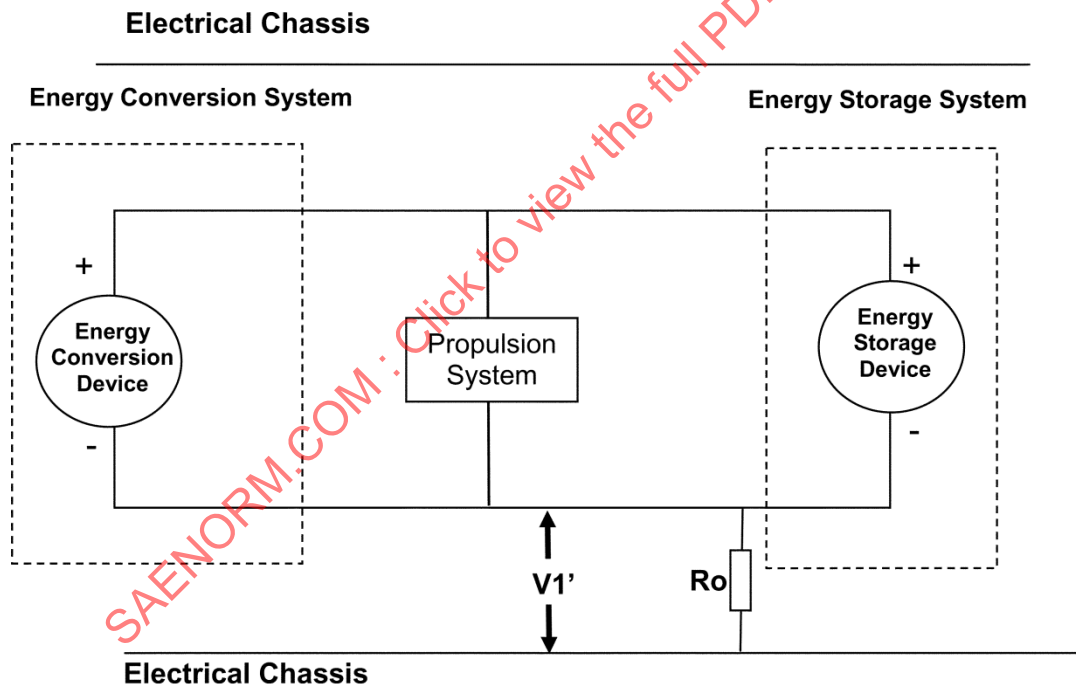 Electrical Chassis
Energy Conversion System
Energy Storage System
+
+
Energy
Conversion
Device
Propulsion
System
Energy
Storage
Device
-
-
V1’
Ro
Electrical Chassis
SAENORM.COM : Click to view the full PDF